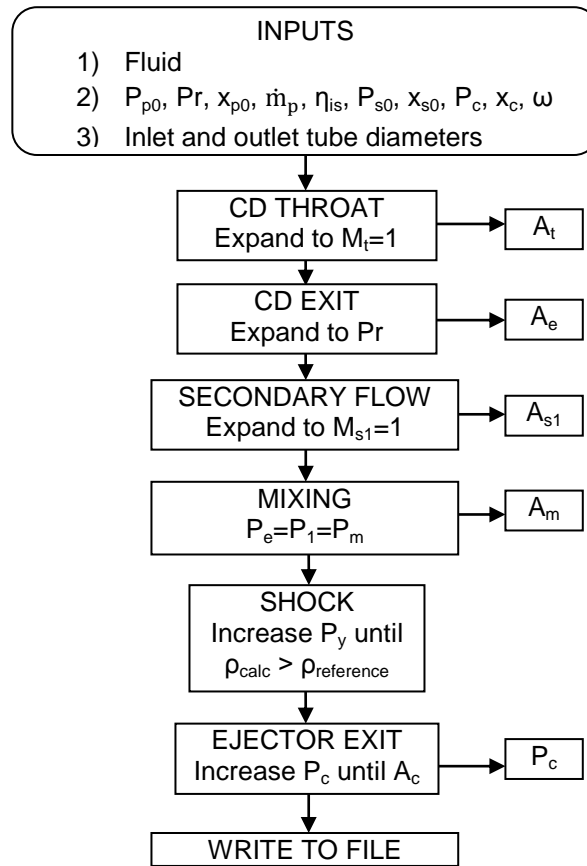 INPUTS
1) Fluid
2) Pp0, Pr, xp0, ṁp, ηis, Ps0, xs0, Pc, xc, ω
3) Inlet and outlet tube diameters
CD THROAT
Expand to Mt=1
At
CD EXIT
Expand to Pr
Ae
SECONDARY FLOW
Expand to Ms1=1
As1
MIXING
Pe=P1=Pm
Am
SHOCK
Increase Py until
ρcalc > ρreference
EJECTOR EXIT
Increase Pc until Ac
Pc
WRITE TO FILE